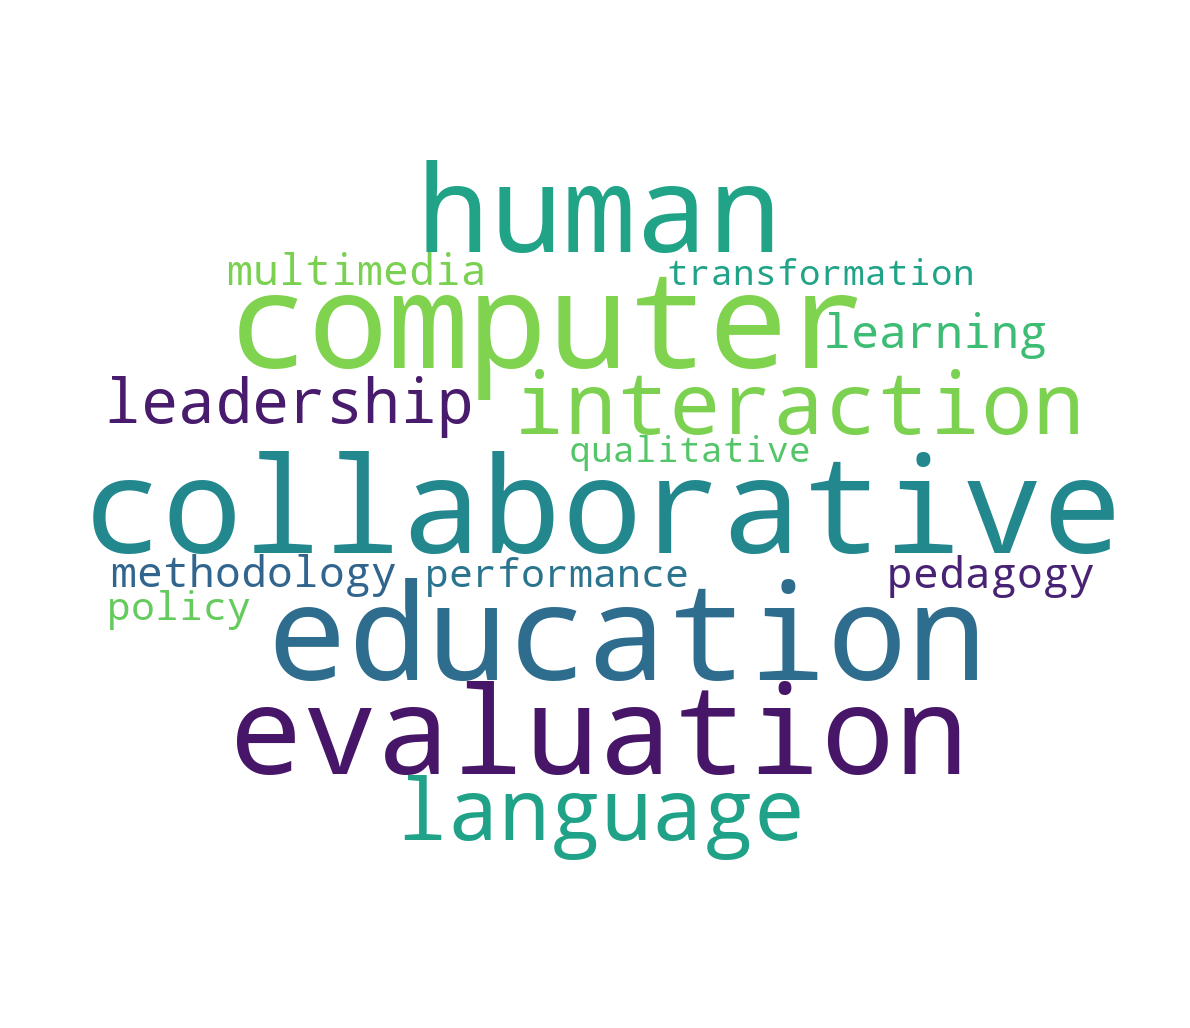 human
multimedia transformation
computer
learning
leadership interaction
qualitative
collaborative
methodology performance pedagogy
policy
education
evaluation
language